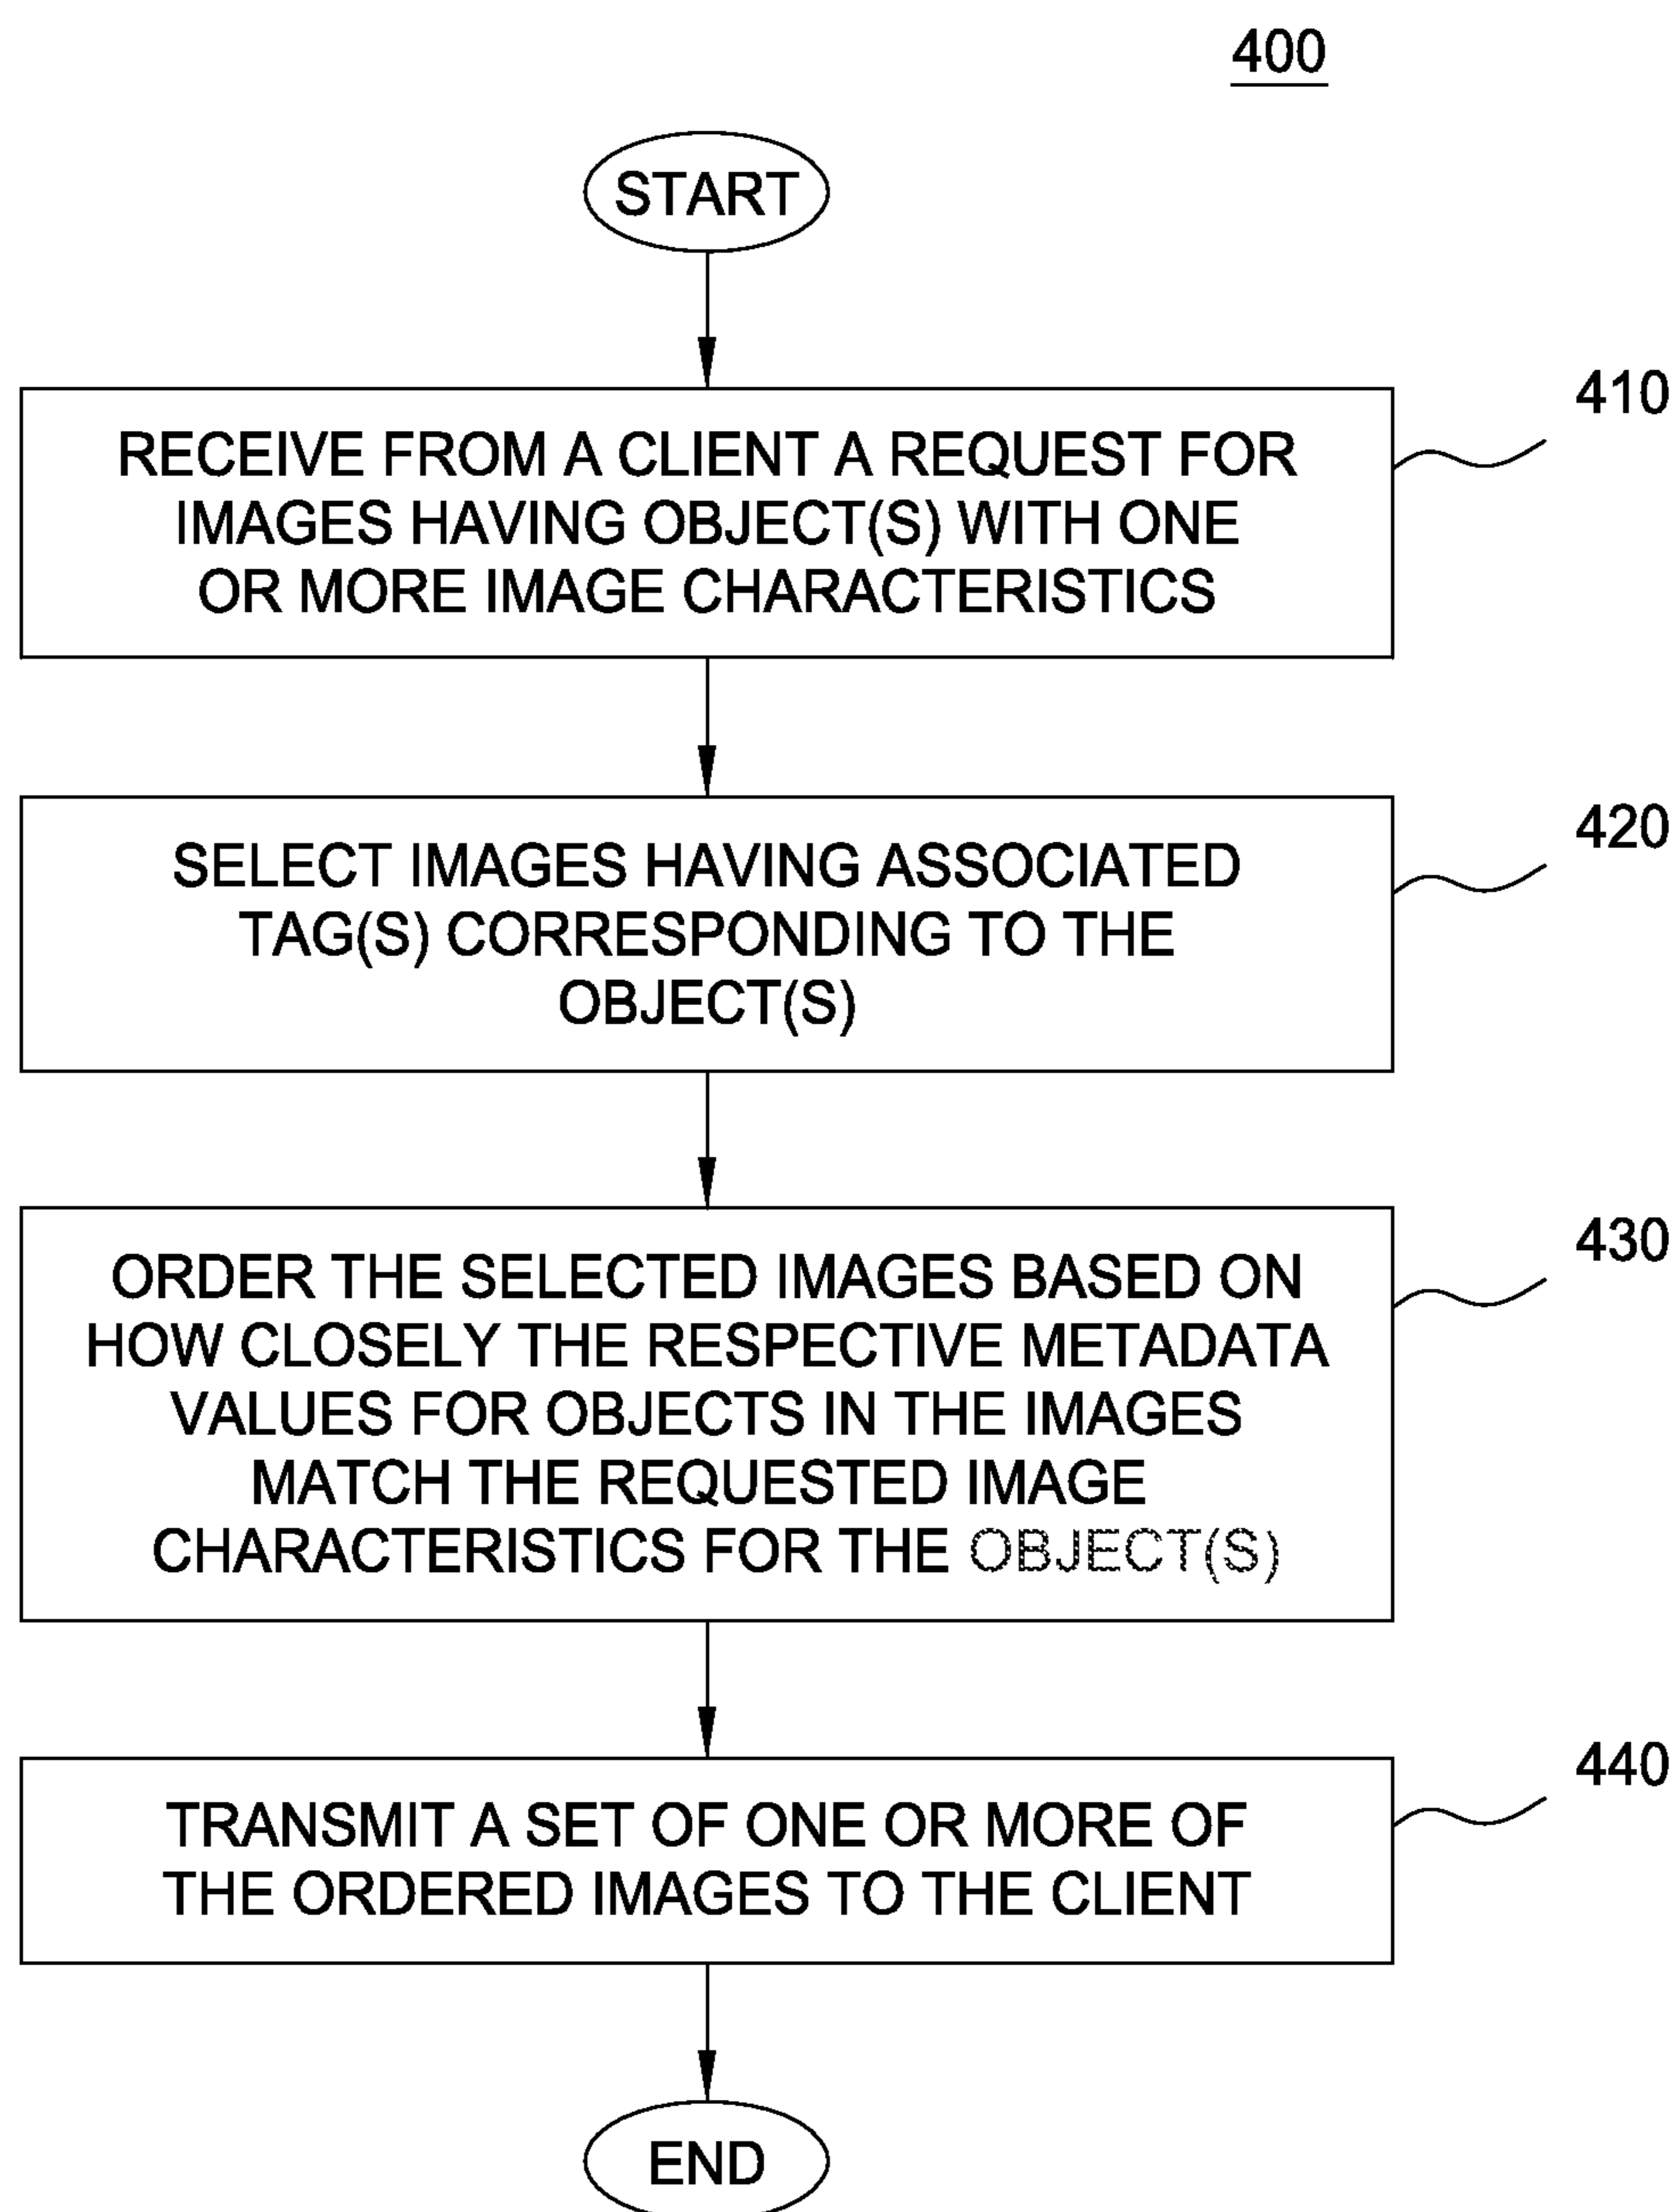 400
START
410
RECEIVE FROM A CLIENT A REQUEST FOR
IMAGES HAVING OBJECT(S) WITH ONE
OR MORE IMAGE CHARACTERISTICS
420
SELECT IMAGES HAVING ASSOCIATED
TAG(S) CORRESPONDING TO THE
OBJECT(S)
430
ORDER THE SELECTED IMAGES BASED ON
HOW CLOSELY THE RESPECTIVE METADATA
VALUES FOR OBJECTS IN THE IMAGES
MATCH THE REQUESTED IMAGE
CHARACTERISTICS FOR THE OBJECT(S)
440
TRANSMIT A SET OF ONE OR MORE OF
THE ORDERED IMAGES TO THE CLIENT
END